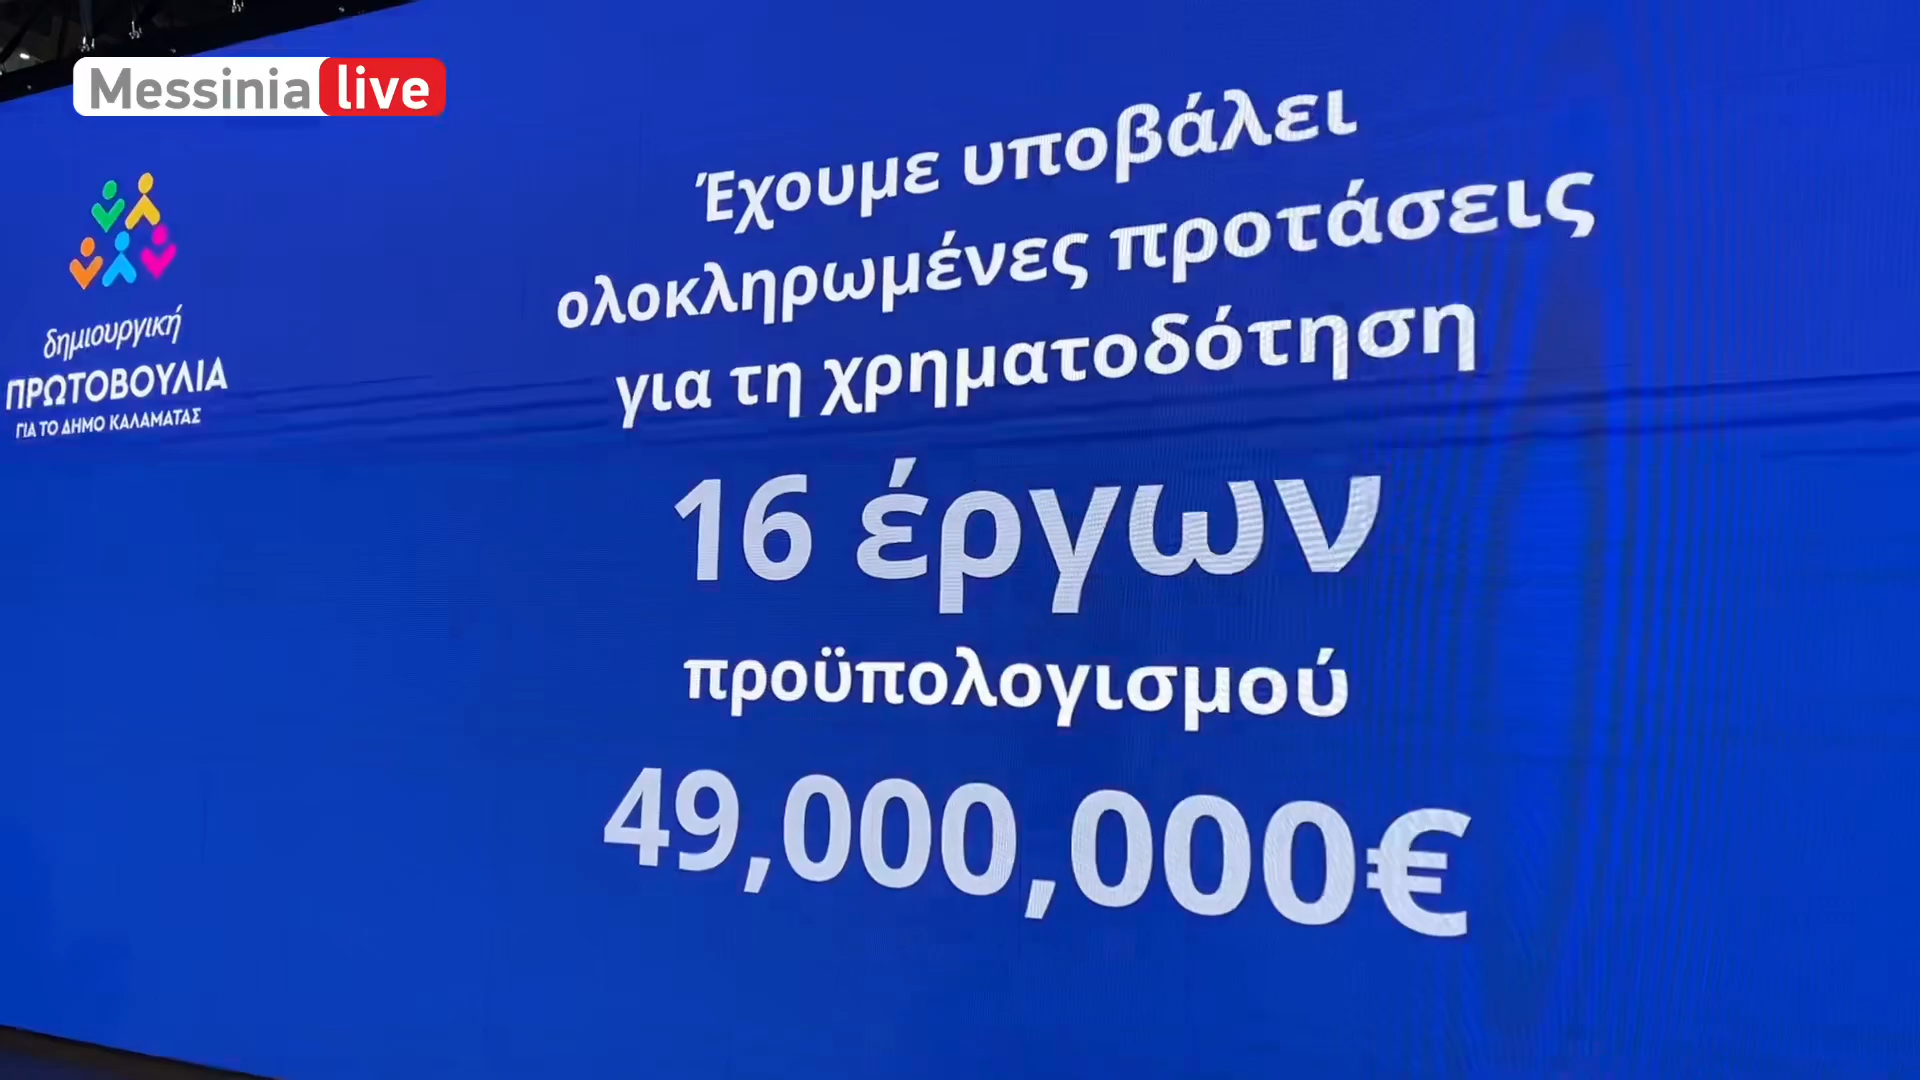 Messinia live
δημιουργική
ΠΡΩΤΟΒΟΥΛΙΑ
ΓΙΑ ΤΟ ΔΗΜΟ ΚΑΛΑΜΑΤΑΣ
Έχουμε υποβάλει
ολοκληρωμένες προτάσεις
για τη χρηματοδότηση
16 έργων
προϋπολογισμού
49,000,000€